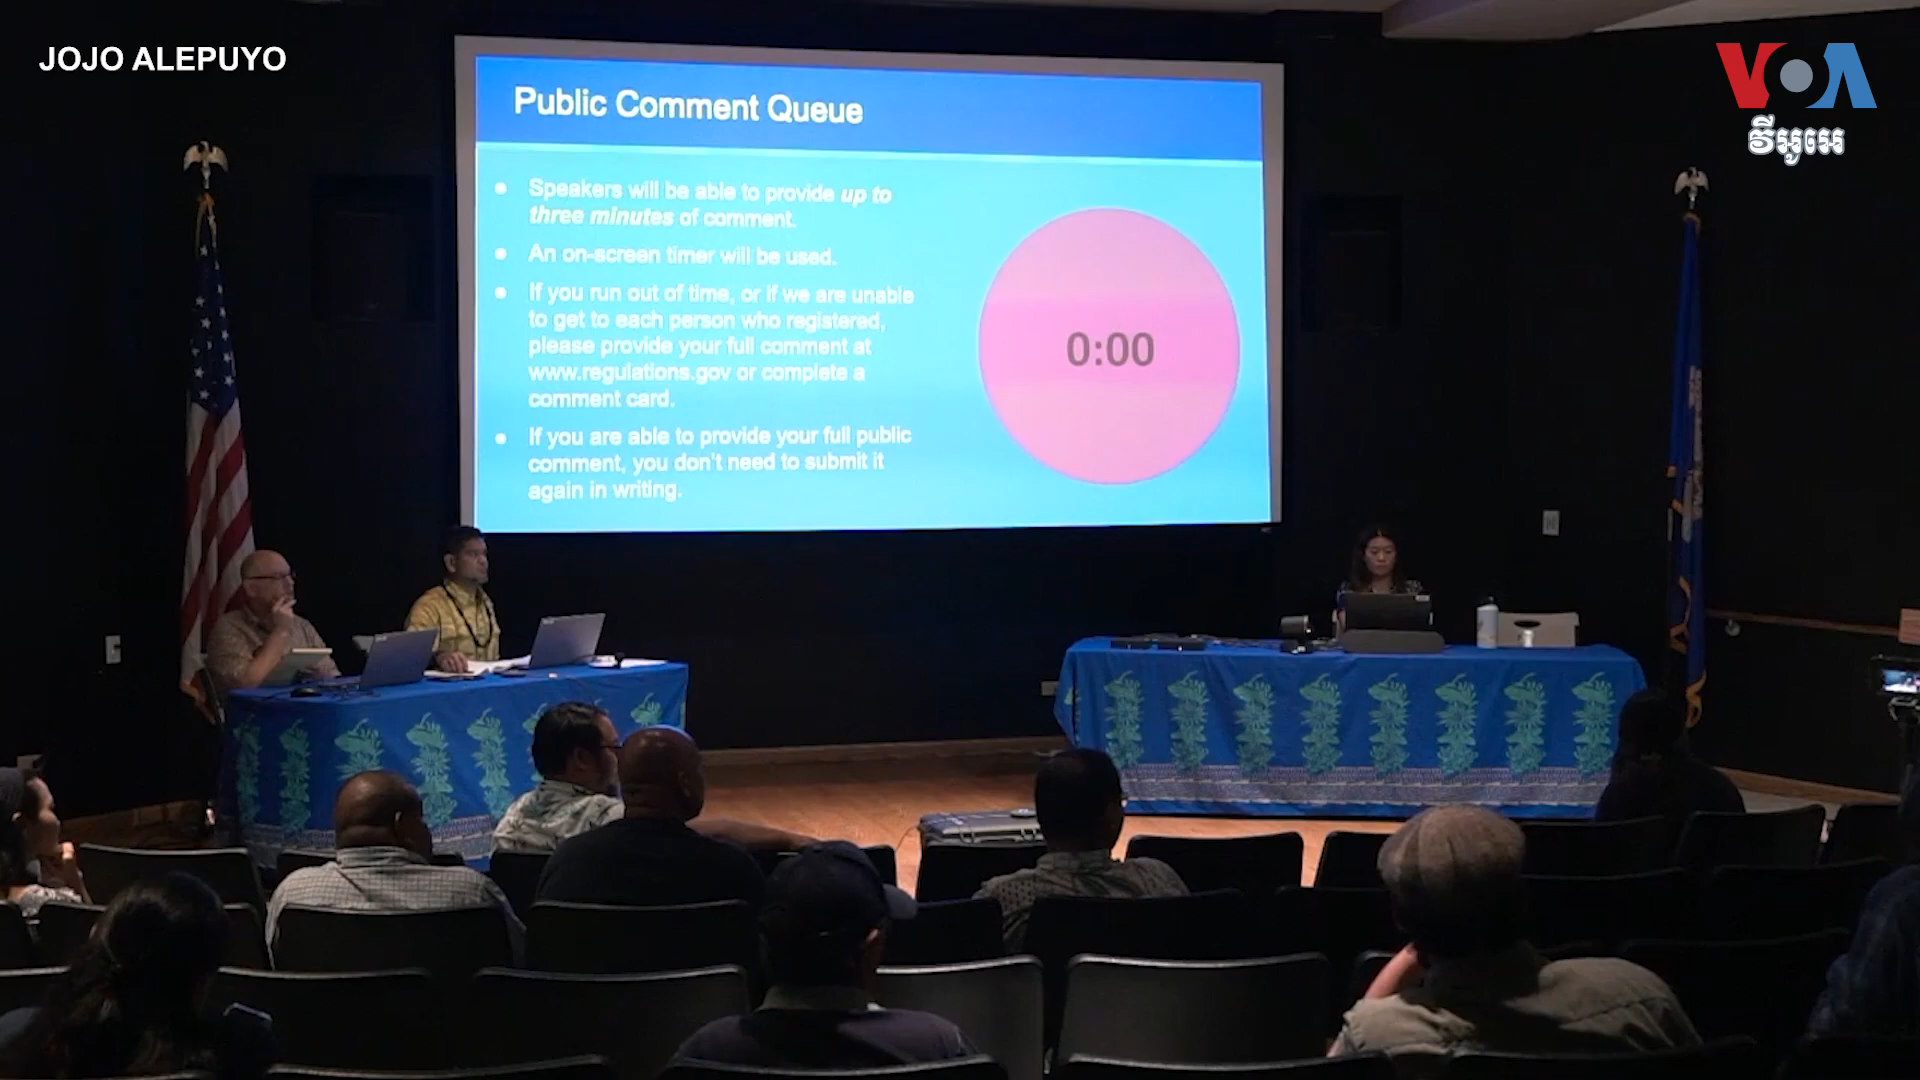 JOJO ALEPUYO
VOA
វីអូអេ
Public Comment Queue
Speakers will be able to provide up to
three minutes of comment.
An on-screen timer will be used.
If you run out of time, or if we are unable
to get to each person who registered,
please provide your full comment at
www.regulations.gov or complete a
comment card.
If you are able to provide your full public
comment, you don't need to submit it
again in writing.
0:00